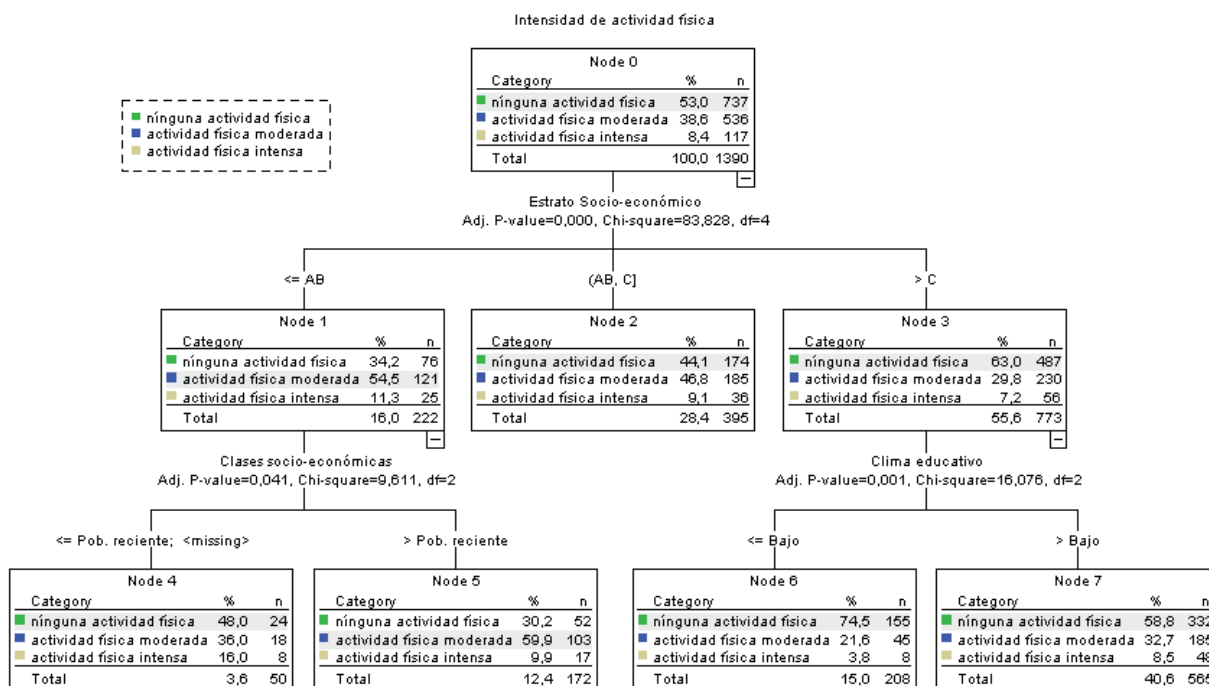 Intensidad de actividad física
nínguna actividad física
actividad física moderada
actividad física intensa
Node 0
Category % n
nínguna actividad física 53,0 737
actividad física moderada 38,6 536
actividad física intensa 8,4 117
Total 100,0 1390
Estrato Socio-económico
Adj. P-value=0,000, Chi-square=83,828, df=4
<= AB
(AB, C]
> C
Node 1
Category % n
nínguna actividad física 34,2 76
actividad física moderada 54,5 121
actividad física intensa 11,3 25
Total 16,0 222
Node 2
Category % n
nínguna actividad física 44,1 174
actividad física moderada 46,8 185
actividad física intensa 9,1 36
Total 28,4 395
Node 3
Category % n
nínguna actividad física 63,0 487
actividad física moderada 29,8 230
actividad física intensa 7,2 56
Total 55,6 773
Clases socio-económicas
Adj. P-value=0,041, Chi-square=9,611, df=2
Clima educativo
Adj. P-value=0,001, Chi-square=16,076, df=2
<= Pob. reciente; <missing>
> Pob. reciente
<= Bajo
> Bajo
Node 4
Category % n
nínguna actividad física 48,0 24
actividad física moderada 36,0 18
actividad física intensa 16,0 8
Total 3,6 50
Node 5
Category % n
nínguna actividad física 30,2 52
actividad física moderada 59,9 103
actividad física intensa 9,9 17
Total 12,4 172
Node 6
Category % n
nínguna actividad física 74,5 155
actividad física moderada 21,6 45
actividad física intensa 3,8 8
Total 15,0 208
Node 7
Category % n
nínguna actividad física 58,8 332
actividad física moderada 32,7 185
actividad física intensa 8,5 48
Total 40,6 565